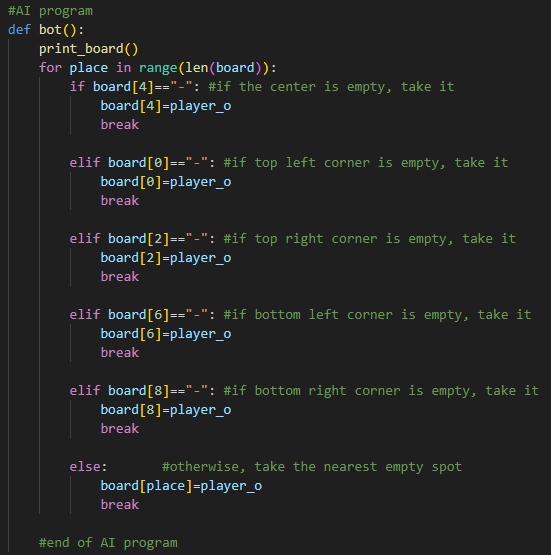 #AI program
def bot():
    print_board()
    for place in range(len(board)):
        if board[4]=="-": #if the center is empty, take it
            board[4]=player_o
            break

        elif board[0]=="-": #if top left corner is empty, take it
            board[0]=player_o
            break

        elif board[2]=="-": #if top right corner is empty, take it
            board[2]=player_o
            break

        elif board[6]=="-": #if bottom left corner is empty, take it
            board[6]=player_o
            break

        elif board[8]=="-": #if bottom right corner is empty, take it
            board[8]=player_o
            break

        else:       #otherwise, take the nearest empty spot
            board[place]=player_o
            break

    #end of AI program